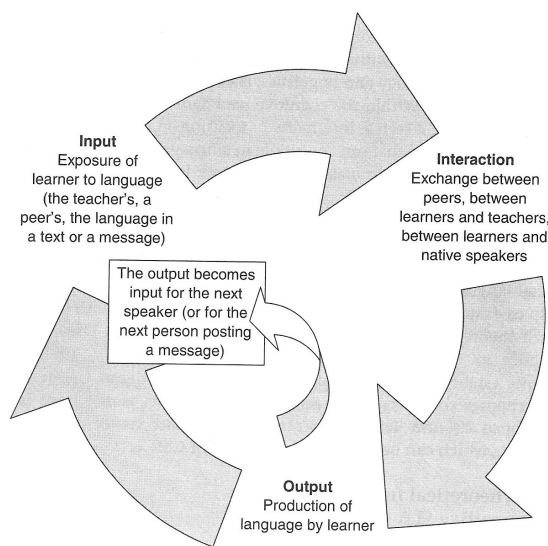 Input
Exposure of
learner to language
(the teacher's, a
peer's, the language in
a text or a message)
Interaction
Exchange between
peers, between
learners and teachers,
between learners and
native speakers
The output becomes
input for the next
speaker (or for the
next person posting
a message)
Output
Production of
language by learner